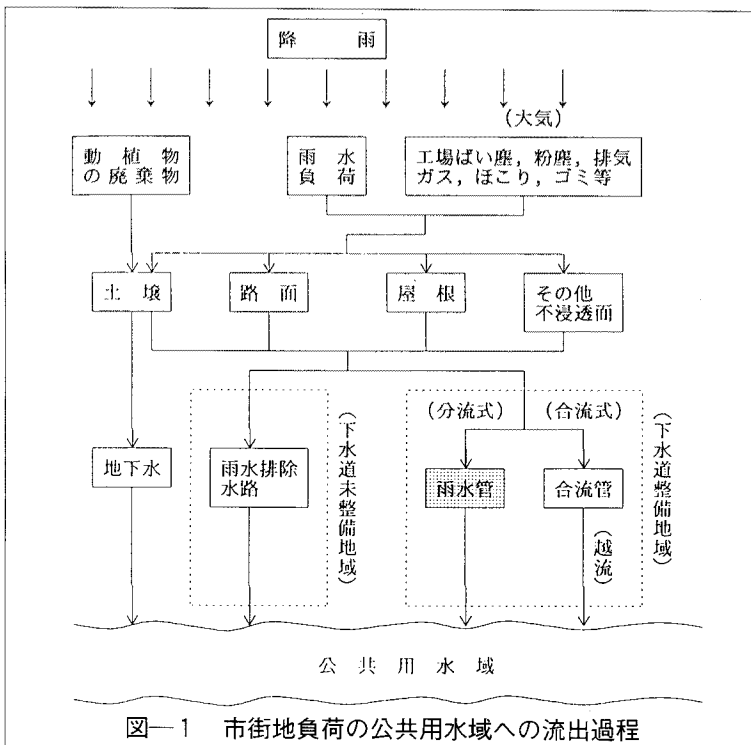 降　雨
(大気)
動　植　物
の 廃 棄 物
雨　水
負　荷
工場ばい塵，粉塵，排気
ガス，ほこり，ゴミ等
土　壌
路　面
屋　根
その他
不浸透面
(分流式)
(合流式)
地下水
雨水排除
水路
(下水道未整備地域)
雨水管
合流管
(越流)
(下水道整備地域)
公　共　用　水　域
図―1　市街地負荷の公共用水域への流出過程